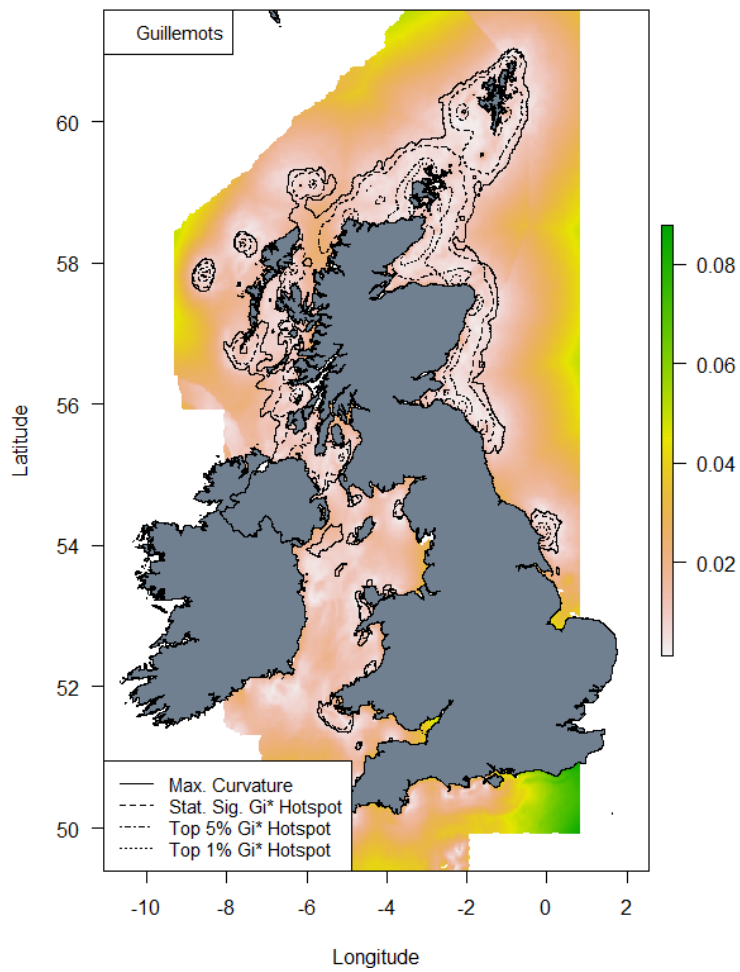 Guillemots
60
58
56
54
52
50
Latitude
0.08
0.06
0.04
0.02
Max. Curvature
Stat. Sig. Gi* Hotspot
Top 5% Gi* Hotspot
Top 1% Gi* Hotspot
-10 -8 -6 -4 -2 0 2
Longitude